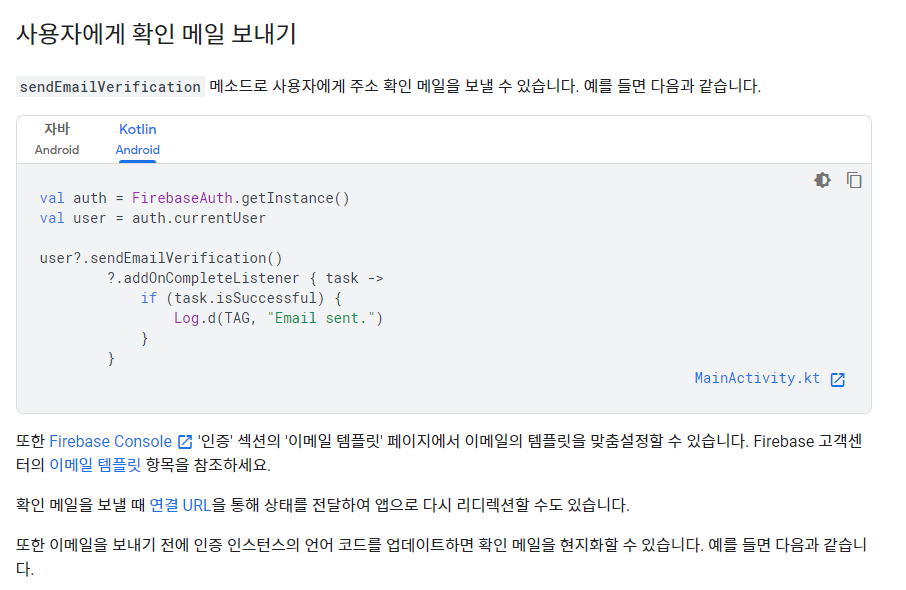 사용자에게 확인 메일 보내기
sendEmailVerification 메소드로 사용자에게 주소 확인 메일을 보낼 수 있습니다. 예를 들면 다음과 같습니다.
자바 Kotlin
Android Android
val auth = FirebaseAuth.getInstance()
val user = auth.currentUser
user?.sendEmailVerification()
?.addOnCompleteListener { task ->
if (task.isSuccessful) {
Log.d(TAG, "Email sent.")
}
}
MainActivity.kt
또한 Firebase Console '인증' 섹션의 '이메일 템플릿' 페이지에서 이메일의 템플릿을 맞춤설정할 수 있습니다. Firebase 고객센
터의 이메일 템플릿 항목을 참조하세요.
확인 메일을 보낼 때 연결 URL을 통해 상태를 전달하여 앱으로 다시 리디렉션할 수도 있습니다.
또한 이메일을 보내기 전에 인증 인스턴스의 언어 코드를 업데이트하면 확인 메일을 현지화할 수 있습니다. 예를 들면 다음과 같습니
다.